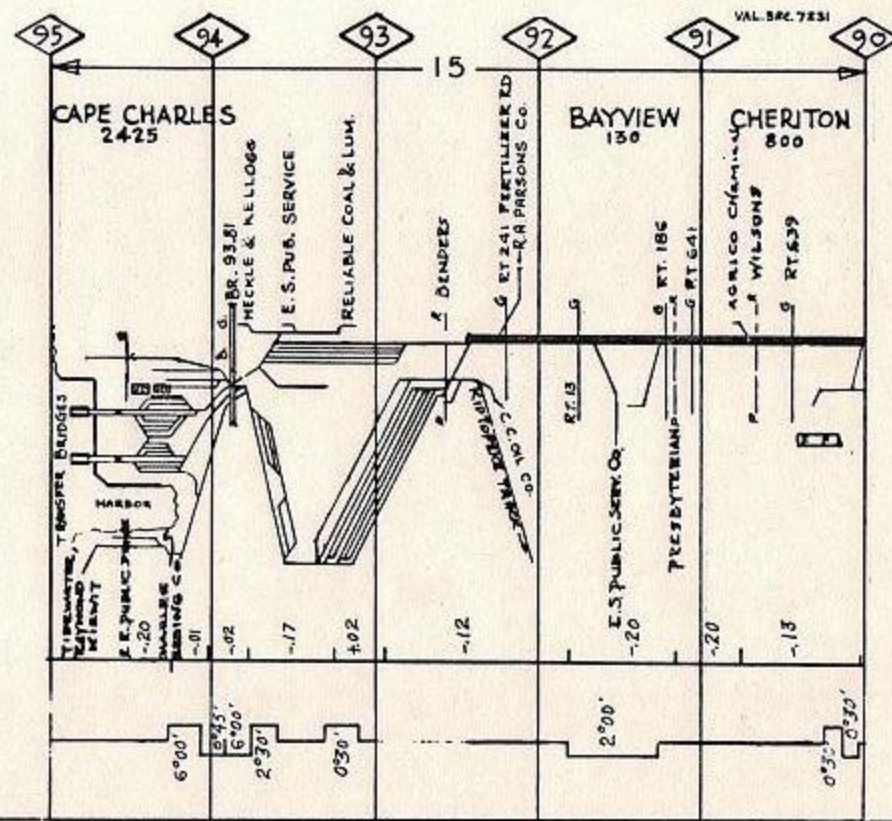 VAL. SEC. 7231
95
94
93
92
91
90
15
CAPE CHARLES
2425
BAYVIEW
130
CHERITON
800
BR. 93.81
HECKLE & KELLOGG
E. S. PUB. SERVICE
RELIABLE COAL & LUM.
R BENDERS
R
G RT 241 FERTILIZER RD
R.A PARSONS CO.
G
RT. 13
G RT. 186
R
G RT 641
AGRICO
R WILSONS
R
G RT. 639
TRANSFER BRIDGES
HARBOR
TIDEWATER,
RAYMOND
KIEWIT
KIPTOPEKE
C.C. OIL CO.
E.S. PUBLIC SERV. CO.
PRESBYTERIAN
-.20
-.01
-.02
-.17
+.02
-.12
-.20
-.20
-.13
6°00'
0°45'
6°00'
2°30'
0°30'
2°00'
0°30'
0°30'